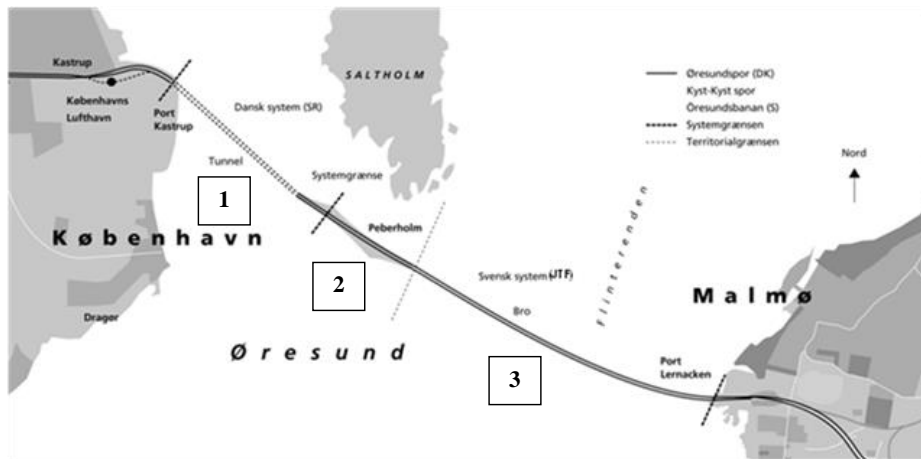 Kastrup
Københavns
Lufthavn
Port
Kastrup
Dansk system (SR)
SALTHOLM
Øresundspor (DK)
Kyst-Kyst spor
Öresundsbanan (S)
Systemgrænsen
Territorialgrænsen
Nord
Tunnel
1
Systemgrænse
København
Peberholm
2
Svensk system (JTF)
Flinterenden
Malmø
Bro
Dragør
Øresund
Port
Lernacken
3